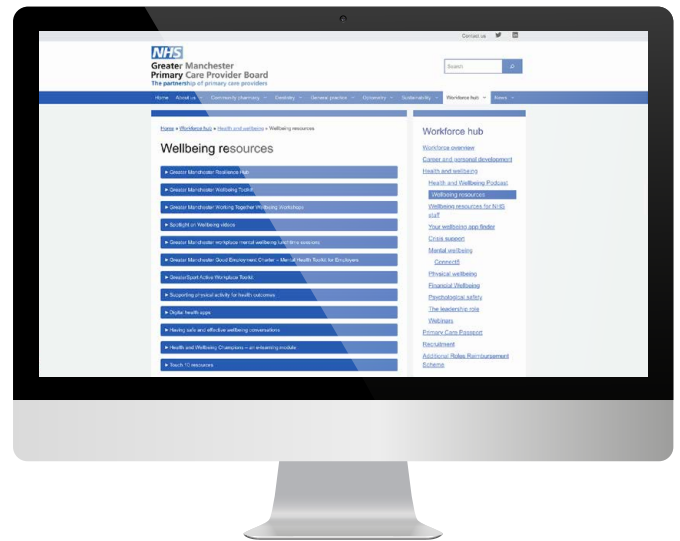 Contact us
NHS
Greater Manchester
Primary Care Provider Board
The partnership of primary care providers
Search
Home About us Community pharmacy Dentistry General practice Optometry Sustainability Workforce hub News
Home » Workforce hub » Health and wellbeing » Wellbeing resources
Wellbeing resources
Greater Manchester Resilience Hub
Greater Manchester Wellbeing Toolkit
Greater Manchester Working Together Wellbeing Workshops
Spotlight on Wellbeing videos
Greater Manchester workplace mental wellbeing lunch time sessions
Greater Manchester Good Employment Charter – Mental Health Toolkit for Employers
GreaterSport Active Workplace Toolkit
Supporting physical activity for health outcomes
Digital health apps
Having safe and effective wellbeing conversations
Health and Wellbeing Champions – an elearning module
Touch 10 resources
Workforce hub
Workforce overview
Career and personal development
Health and wellbeing
Health and Wellbeing Podcast
Wellbeing resources
Wellbeing resources for NHS
staff
Your wellbeing app finder
Crisis support
Mental wellbeing
Physical wellbeing
Financial Wellbeing
Psychological safety
The leadership role
Webinars
Primary Care Passport
Recruitment
Additional Roles Reimbursement
Scheme